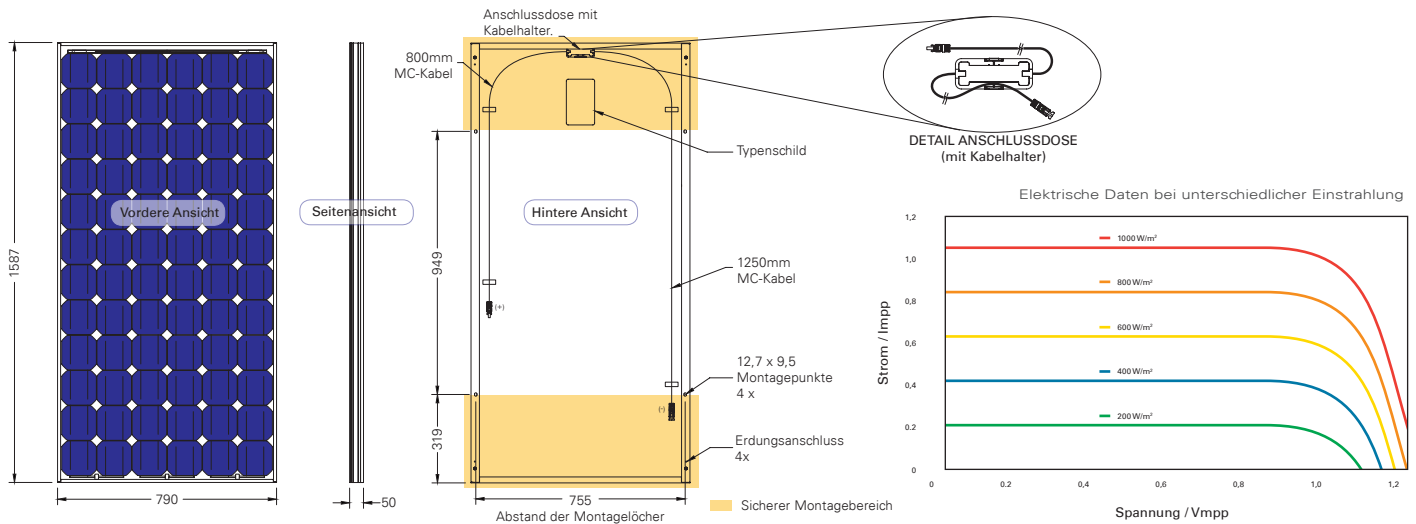 Anschlussdose mit
Kabelhalter.
800mm
MC-Kabel
Typenschild
Vordere Ansicht
Seitenansicht
Hintere Ansicht
1587
949
319
1250mm
MC-Kabel
(+)
(-)
12,7 x 9,5
Montagepunkte
4 x
Erdungsanschluss
4x
790
50
755
Abstand der Montagelöcher
Sicherer Montagebereich
DETAIL ANSCHLUSSDOSE
(mit Kabelhalter)
Elektrische Daten bei unterschiedlicher Einstrahlung
Strom / Impp
1,2
1,0
0,8
0,6
0,4
0.2
0
1000 W/m²
800 W/m²
600 W/m²
400 W/m²
200 W/m²
0 0.2 0,4 0,6 0,8 1,0 1.2
Spannung / Vmpp